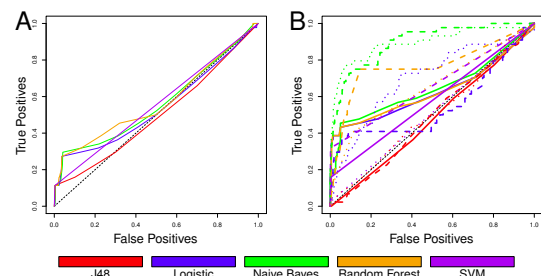 A
B
True Positives
1.0
0.8
0.6
0.4
0.2
0.0
0.0 0.2 0.4 0.6 0.8 1.0
False Positives
True Positives
1.0
0.8
0.6
0.4
0.2
0.0
0.0 0.2 0.4 0.6 0.8 1.0
False Positives
J48 Logistic Naive Bayes Random Forest SVM